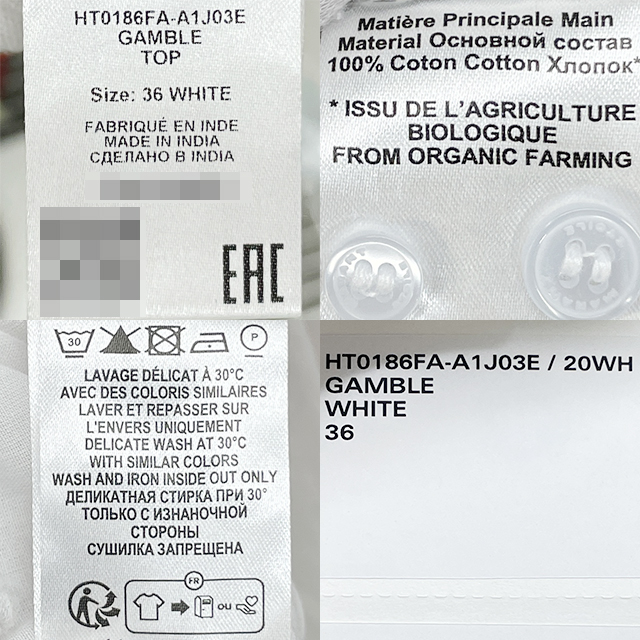 HT0186FA-A1J03E
GAMBLE
TOP
Size: 36 WHITE
FABRIQUÉ EN INDE
MADE IN INDIA
СДЕЛАНО В INDIA
EAC
Matière Principale Main
Material Основной состав
100% Coton Cotton Хлопок*
* ISSU DE L'AGRICULTURE
BIOLOGIQUE
FROM ORGANIC FARMING
30
P
LAVAGE DÉLICAT À 30°C
AVEC DES COLORIS SIMILAIRES
LAVER ET REPASSER SUR
L'ENVERS UNIQUEMENT
DELICATE WASH AT 30°C
WITH SIMILAR COLORS
WASH AND IRON INSIDE OUT ONLY
ДЕЛИКАТНАЯ СТИРКА ПРИ 30°
ТОЛЬКО С ИЗНАНОЧНОЙ
СТОРОНЫ
СУШИЛКА ЗАПРЕЩЕНА
FR
OU
HT0186FA-A1J03E / 20WH
GAMBLE
WHITE
36